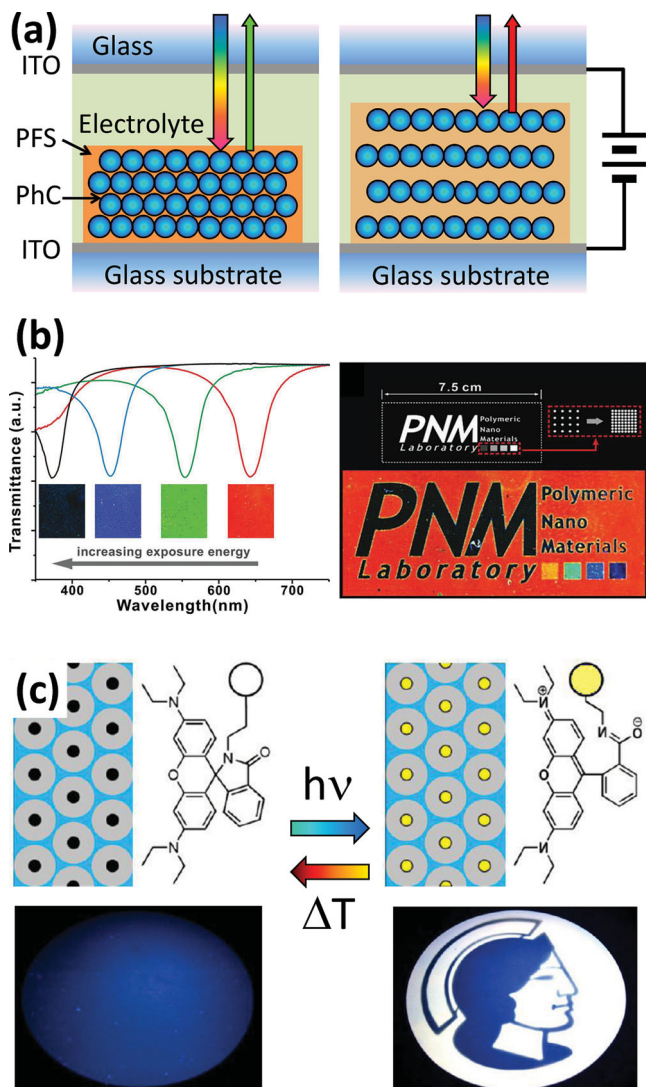 (a)
Glass
ITO
PFS
Electrolyte
PhC
ITO
Glass substrate
Glass substrate
(b)
Transmittance (a.u.)
increasing exposure energy
400
500
600
700
Wavelength(nm)
7.5 cm
PNM
Polymeric
Nano
Materials
Laboratory
PNM
Polymeric
Nano
Materials
Laboratory
(c)
N
O
N
O
N
hν
ΔT
N
⊕
N
⊖
O
O
N